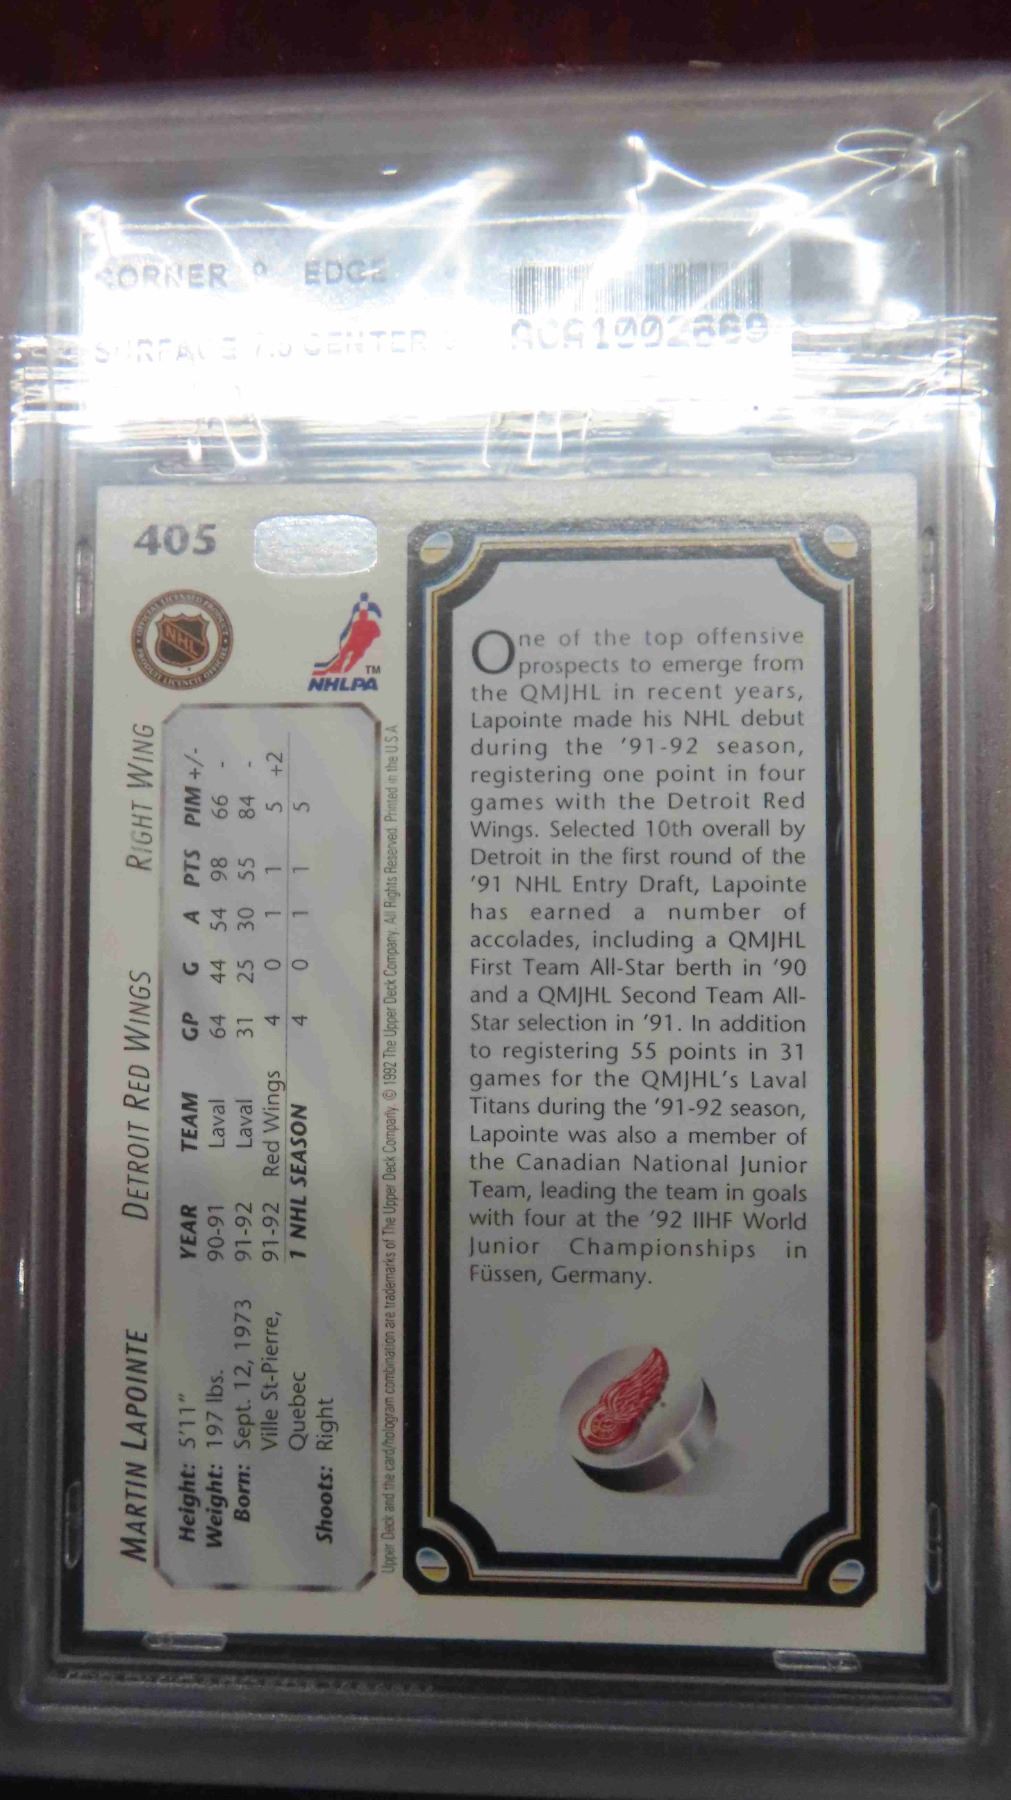 CORNER 9 EDGE
SURFACE 7.5 CENTER
ACA1002869
405
OFFICIAL LICENSED PRODUCT
PRODUIT LICENCIÉ OFFICIEL
NHL
NHLPA TM
MARTIN LAPOINTE DETROIT RED WINGS RIGHT WING
Height: 5'11"
Weight: 197 lbs.
Born: Sept. 12, 1973
Ville St-Pierre,
Quebec
Shoots: Right
YEAR TEAM GP G A PTS PIM +/-
90-91 Laval 64 44 54 98 66 -
91-92 Laval 31 25 30 55 84 -
91-92 Red Wings 4 0 1 1 5 +2
1 NHL SEASON 4 0 1 1 5
Upper Deck and the card/hologram combination are trademarks of The Upper Deck Company. © 1992 The Upper Deck Company. All Rights Reserved. Printed in the U.S.A.
One of the top offensive
prospects to emerge from
the QMJHL in recent years,
Lapointe made his NHL debut
during the '91-92 season,
registering one point in four
games with the Detroit Red
Wings. Selected 10th overall by
Detroit in the first round of the
'91 NHL Entry Draft, Lapointe
has earned a number of
accolades, including a QMJHL
First Team All-Star berth in '90
and a QMJHL Second Team All-
Star selection in '91. In addition
to registering 55 points in 31
games for the QMJHL's Laval
Titans during the '91-92 season,
Lapointe was also a member of
the Canadian National Junior
Team, leading the team in goals
with four at the '92 IIHF World
Junior Championships in
Füssen, Germany.